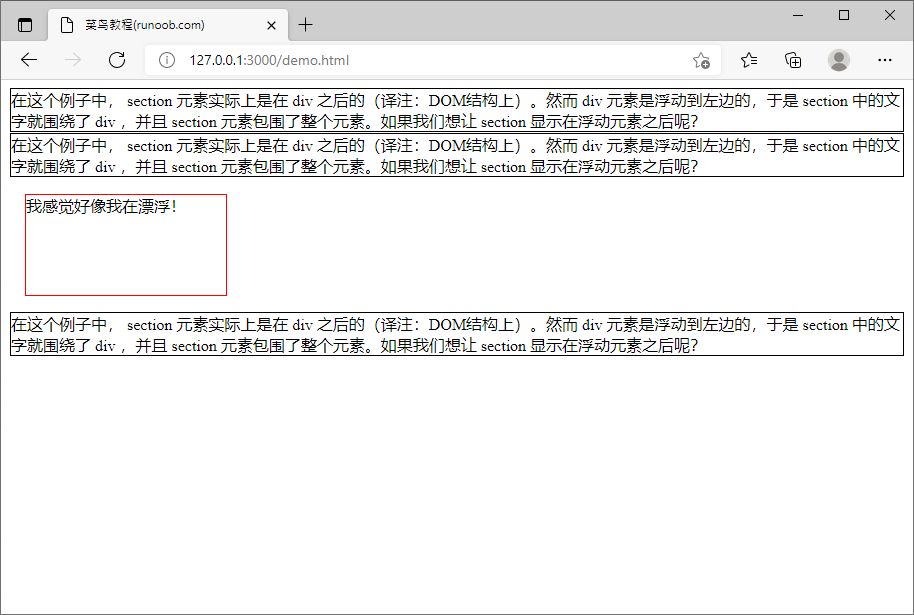 菜鸟教程(runoob.com)
127.0.0.1:3000/demo.html
在这个例子中， section 元素实际上是在 div 之后的（译注：DOM结构上）。然而 div 元素是浮动到左边的，于是 section 中的文
字就围绕了 div ，并且 section 元素包围了整个元素。如果我们想让 section 显示在浮动元素之后呢？
在这个例子中， section 元素实际上是在 div 之后的（译注：DOM结构上）。然而 div 元素是浮动到左边的，于是 section 中的文
字就围绕了 div ，并且 section 元素包围了整个元素。如果我们想让 section 显示在浮动元素之后呢？
我感觉好像我在漂浮！
在这个例子中， section 元素实际上是在 div 之后的（译注：DOM结构上）。然而 div 元素是浮动到左边的，于是 section 中的文
字就围绕了 div ，并且 section 元素包围了整个元素。如果我们想让 section 显示在浮动元素之后呢？